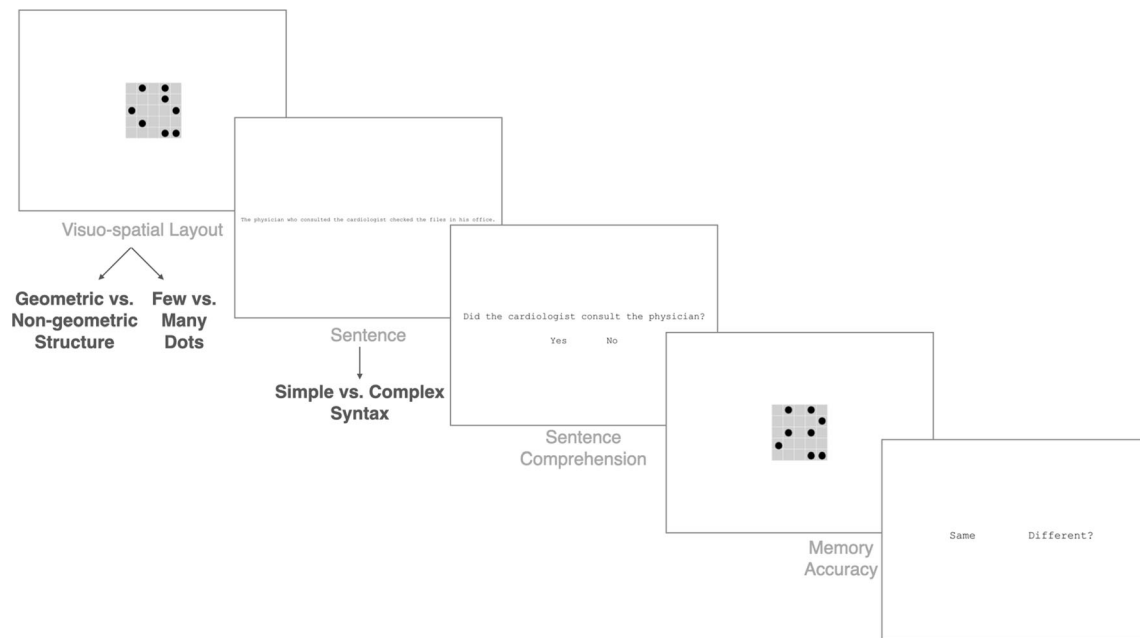 Visuo-spatial Layout
Geometric vs.
Non-geometric
Structure
Few vs.
Many
Dots
The physician who consulted the cardiologist checked the files in his office.
Sentence
Simple vs. Complex
Syntax
Did the cardiologist consult the physician?
Yes No
Sentence
Comprehension
Memory
Accuracy
Same Different?